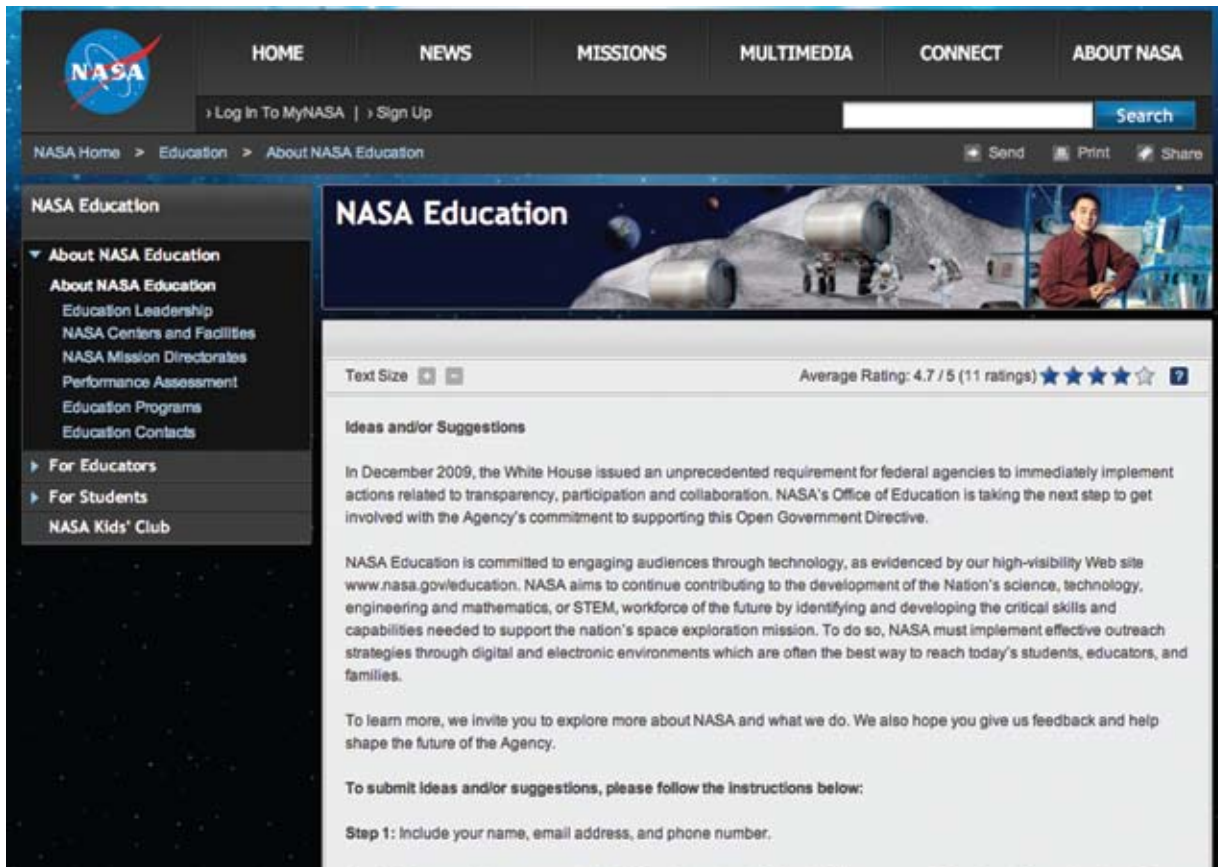 NASA
HOME NEWS MISSIONS MULTIMEDIA CONNECT ABOUT NASA
› Log In To MyNASA | › Sign Up
Search
NASA Home > Education > About NASA Education
Send Print Share
NASA Education
▼ About NASA Education
About NASA Education
Education Leadership
NASA Centers and Facilities
NASA Mission Directorates
Performance Assessment
Education Programs
Education Contacts
For Educators
For Students
NASA Kids' Club
NASA Education
Text Size + -
Average Rating: 4.7 / 5 (11 ratings) ?
Ideas and/or Suggestions
In December 2009, the White House issued an unprecedented requirement for federal agencies to immediately implement
actions related to transparency, participation and collaboration. NASA's Office of Education is taking the next step to get
involved with the Agency's commitment to supporting this Open Government Directive.
NASA Education is committed to engaging audiences through technology, as evidenced by our high-visibility Web site
www.nasa.gov/education. NASA aims to continue contributing to the development of the Nation's science, technology,
engineering and mathematics, or STEM, workforce of the future by identifying and developing the critical skills and
capabilities needed to support the nation's space exploration mission. To do so, NASA must implement effective outreach
strategies through digital and electronic environments which are often the best way to reach today's students, educators, and
families.
To learn more, we invite you to explore more about NASA and what we do. We also hope you give us feedback and help
shape the future of the Agency.
To submit ideas and/or suggestions, please follow the instructions below:
Step 1: Include your name, email address, and phone number.